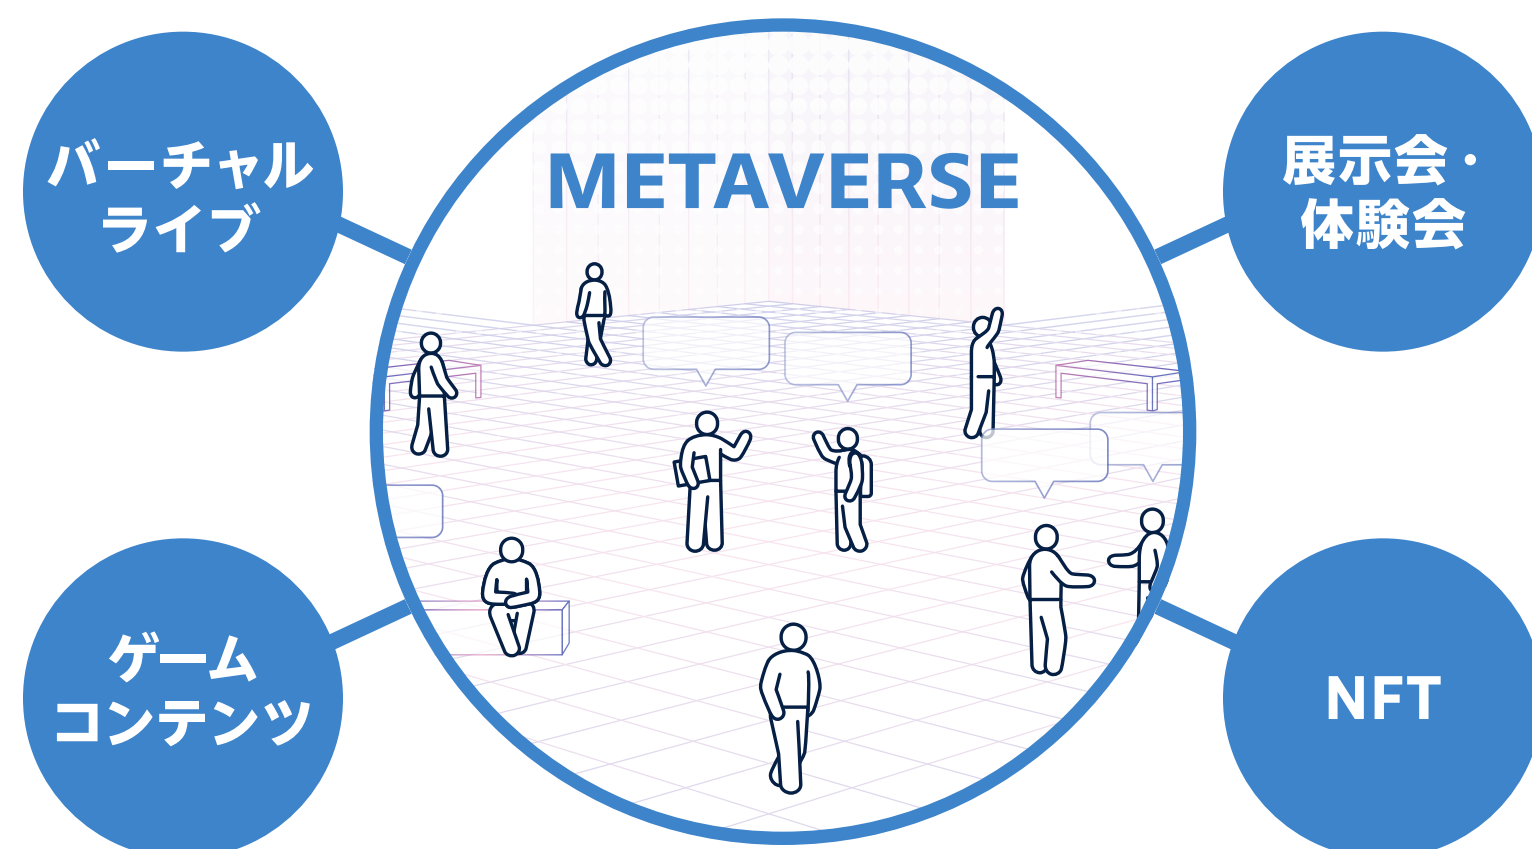 バーチャル
ライブ
METAVERSE
展示会・
体験会
ゲーム
コンテンツ
NFT